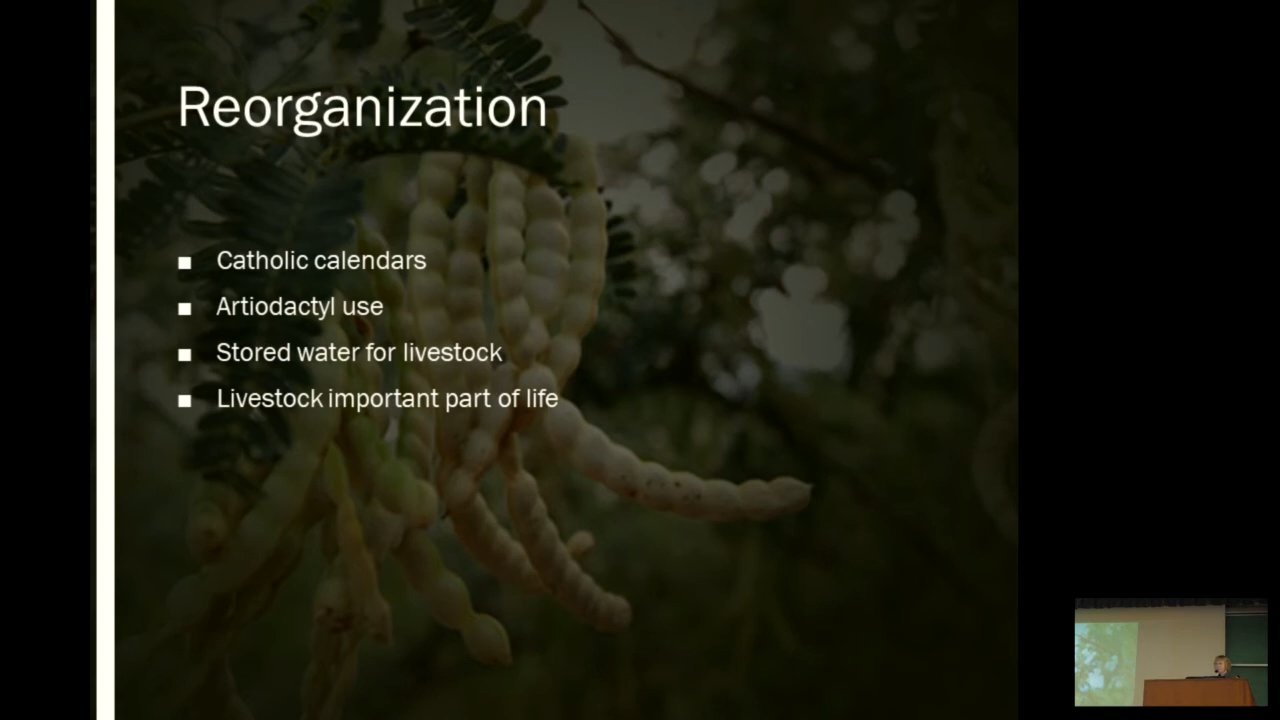 Reorganization
Catholic calendars
Artiodactyl use
Stored water for livestock
Livestock important part of life